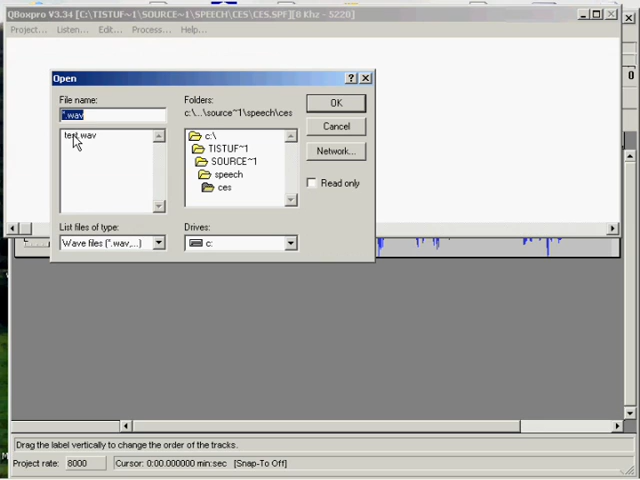 QBoxpro V3.34 [C:\TISTUF~1\SOURCE~1\SPEECH\CES\CES.SPF][0 Khz - 5220]
Project... Listen... Edit... Process... Help...
Open
File name:
*.wav
test.wav
List files of type:
Wave files (*.wav,...)
Folders:
c:\...\source~1\speech\ces
c:\
TISTUF~1
SOURCE~1
speech
ces
Drives:
c:
OK
Cancel
Network...
Read only
0
Drag the label vertically to change the order of the tracks.
Project rate: 8000 Cursor: 0:00.000000 min:sec [Snap-To Off]